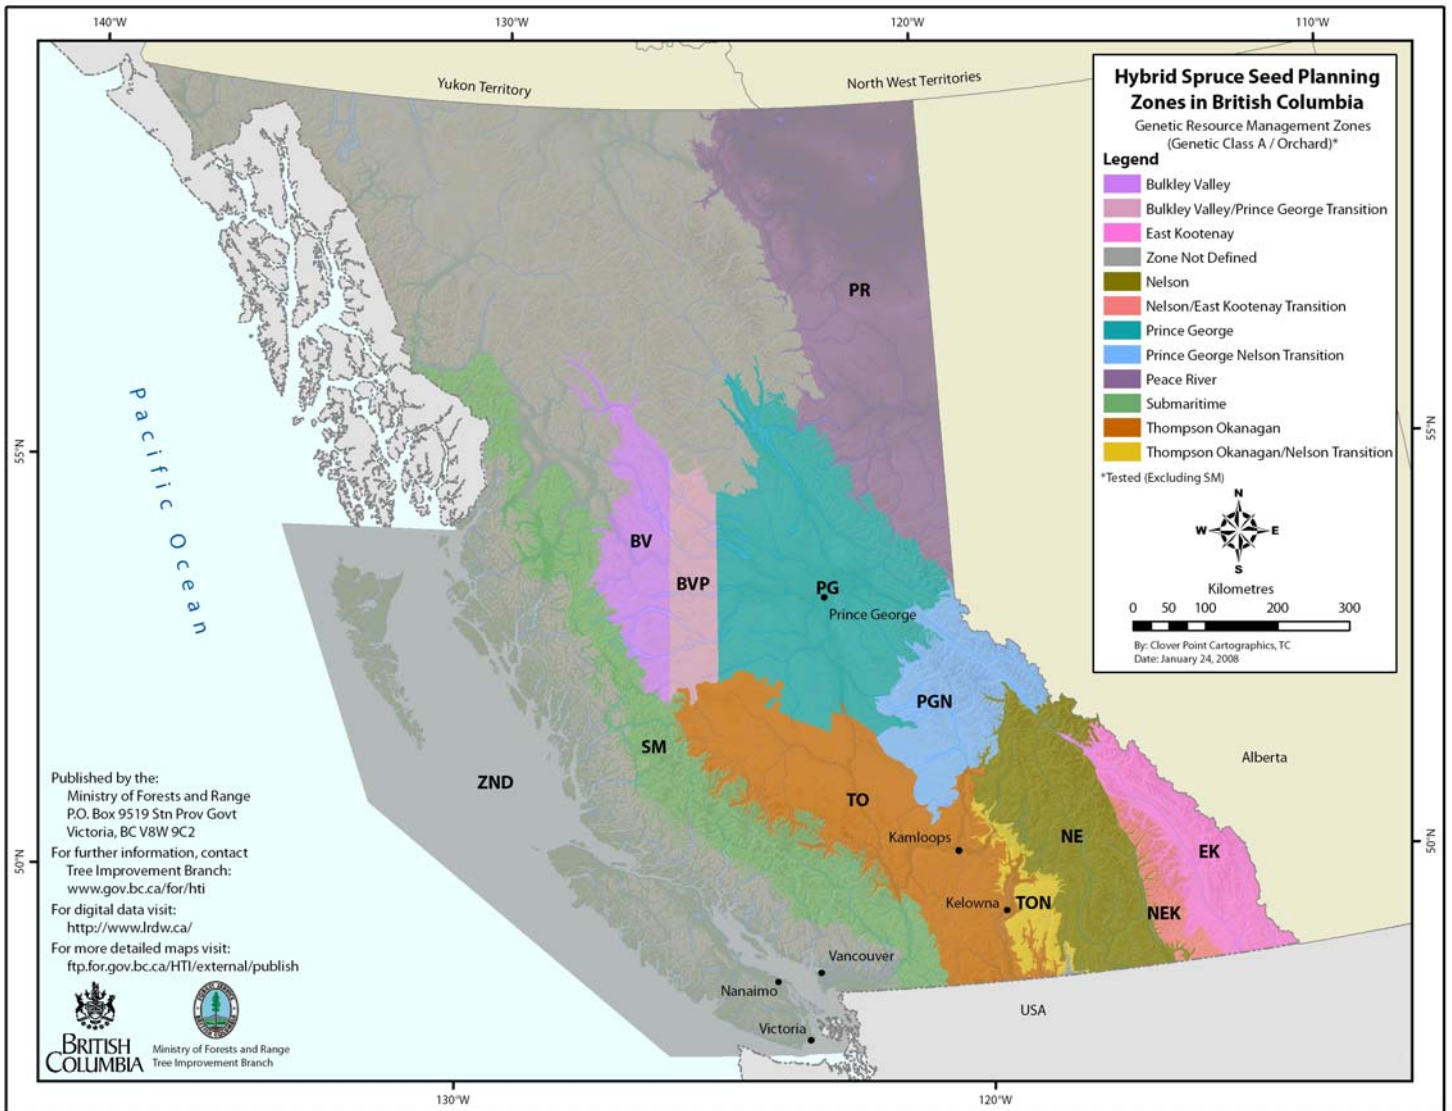 140°W
130°W
120°W
110°W
Yukon Territory
North West Territories
Hybrid Spruce Seed Planning
Zones in British Columbia
Genetic Resource Management Zones
(Genetic Class A / Orchard)*
Legend
Bulkley Valley
Bulkley Valley/Prince George Transition
East Kootenay
Zone Not Defined
Nelson
Nelson/East Kootenay Transition
Prince George
Prince George Nelson Transition
Peace River
Submaritime
Thompson Okanagan
Thompson Okanagan/Nelson Transition
*Tested (Excluding SM)
N
W E
S
Kilometres
0 50 100 200 300
By: Clover Point Cartographics, TC
Date: January 24, 2008
PR
Pacific Ocean
55°N
55°N
BV
BVP
PG
Prince George
PGN
SM
ZND
TO
Alberta
Kamloops
NE
EK
50°N
50°N
Kelowna
TON
NEK
Vancouver
Nanaimo
Victoria
USA
Published by the:
Ministry of Forests and Range
P.O. Box 9519 Stn Prov Govt
Victoria, BC V8W 9C2
For further information, contact
Tree Improvement Branch:
www.gov.bc.ca/for/hti
For digital data visit:
http://www.lrdw.ca/
For more detailed maps visit:
ftp.for.gov.bc.ca/HTI/external/publish
BRITISH
COLUMBIA
Ministry of Forests and Range
Tree Improvement Branch
130°W
120°W